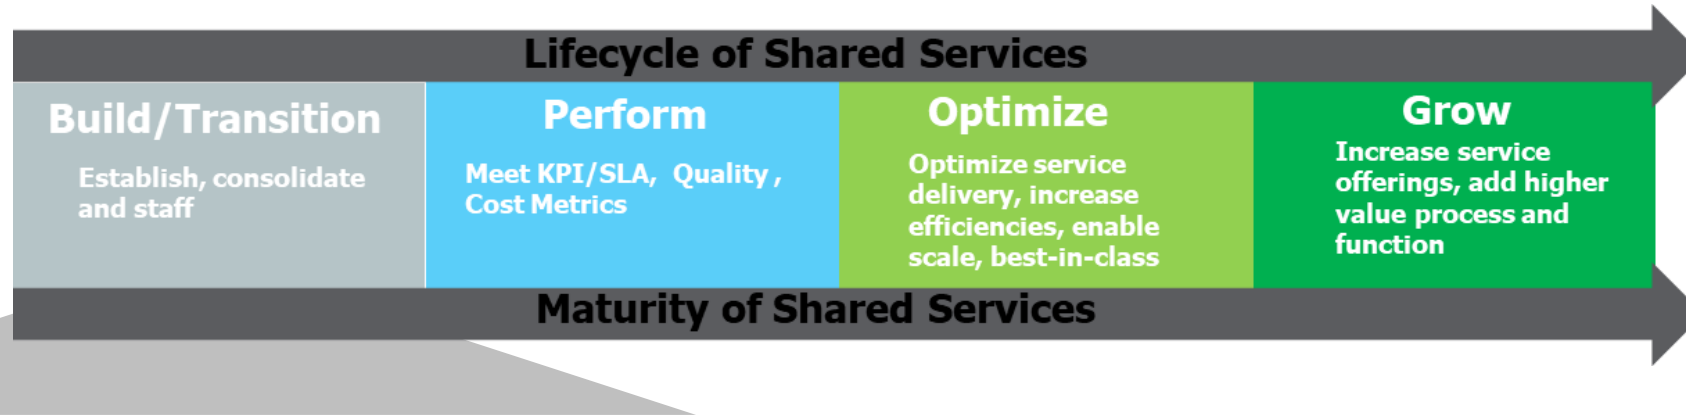 Lifecycle of Shared Services
Build/Transition
Establish, consolidate
and staff
Perform
Meet KPI/SLA, Quality ,
Cost Metrics
Optimize
Optimize service
delivery, increase
efficiencies, enable
scale, best-in-class
Grow
Increase service
offerings, add higher
value process and
function
Maturity of Shared Services